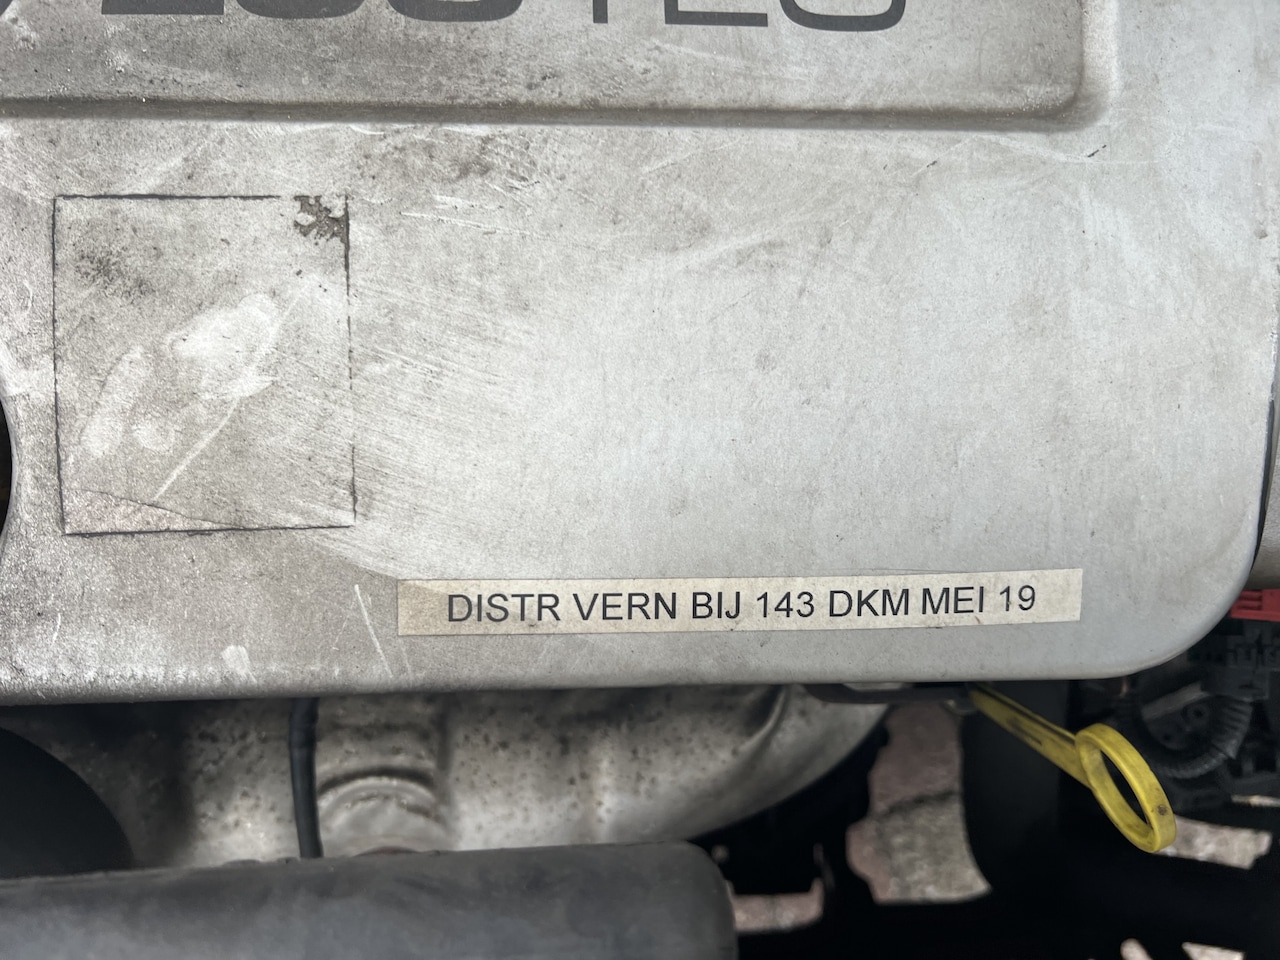 DISTR VERN BIJ 143 DKM MEI 19